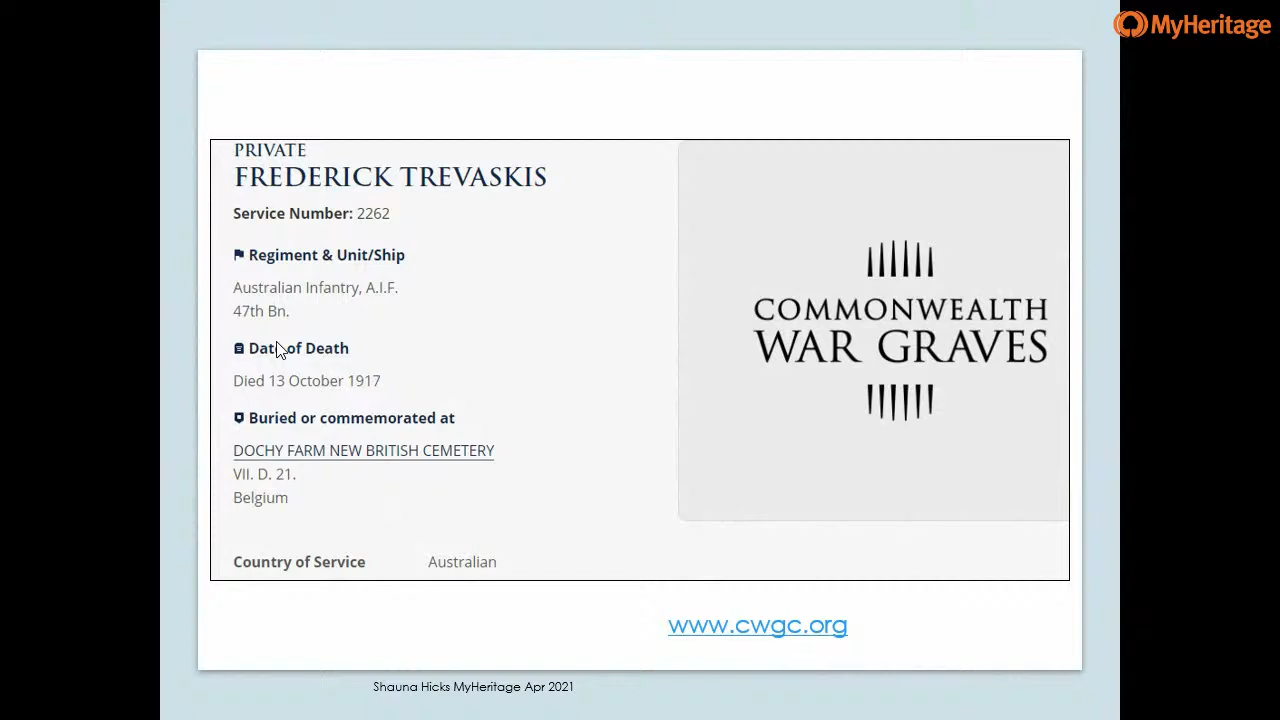 MyHeritage
PRIVATE
FREDERICK TREVASKIS
Service Number: 2262
Regiment & Unit/Ship
Australian Infantry, A.I.F.
47th Bn.
Date of Death
Died 13 October 1917
Buried or commemorated at
DOCHY FARM NEW BRITISH CEMETERY
VII. D. 21.
Belgium
Country of Service Australian
COMMONWEALTH
WAR GRAVES
www.cwgc.org
Shauna Hicks MyHeritage Apr 2021